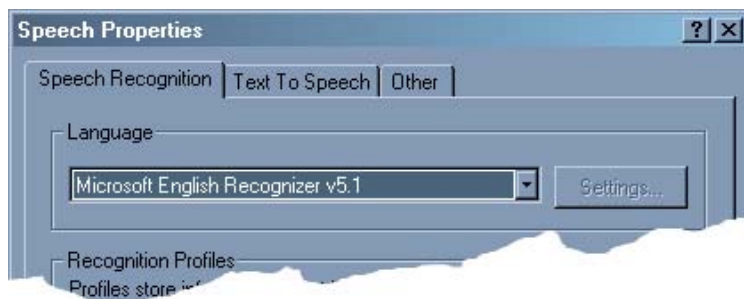 Speech Properties
Speech Recognition Text To Speech Other
Language
Microsoft English Recognizer v5.1 Settings...
Recognition Profiles
Profiles store